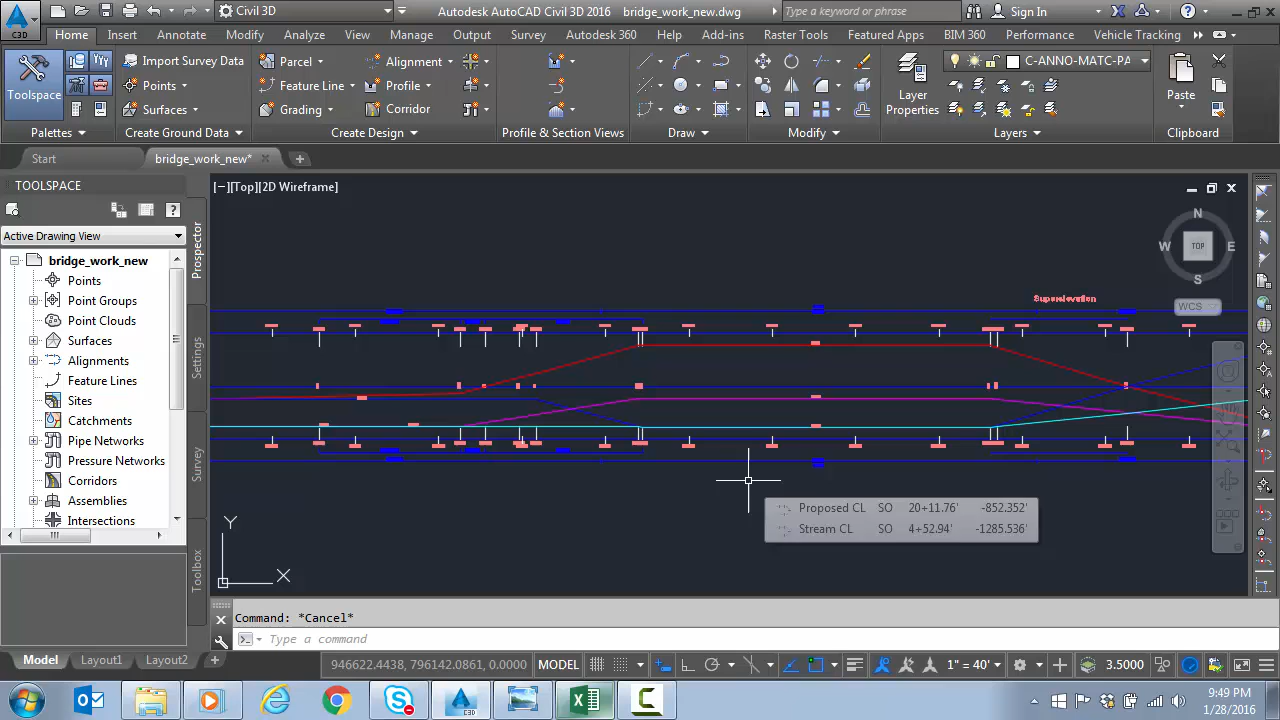 Civil 3D
Autodesk AutoCAD Civil 3D 2016 bridge_work_new.dwg
Type a keyword or phrase
Sign In
C3D
Home Insert Annotate Modify Analyze View Manage Output Survey Autodesk 360 Help Add-ins Raster Tools Featured Apps BIM 360 Performance Vehicle Tracking
Toolspace
Import Survey Data
Points
Surfaces
Parcel
Feature Line
Grading
Alignment
Profile
Corridor
Layer
Properties
C-ANNO-MATC-PA
Paste
Palettes
Create Ground Data
Create Design
Profile & Section Views
Draw
Modify
Layers
Clipboard
Start
bridge_work_new*
TOOLSPACE
Active Drawing View
bridge_work_new
Points
Point Groups
Point Clouds
Surfaces
Alignments
Feature Lines
Sites
Catchments
Pipe Networks
Pressure Networks
Corridors
Assemblies
Intersections
Prospector
Settings
Survey
Toolbox
[−][Top][2D Wireframe]
N
W TOP E
S
WCS
Superelevation
Proposed CL SO 20+11.76' -852.352'
Stream CL SO 4+52.94' -1285.536'
Y
X
Command: *Cancel*
Type a command
Model Layout1 Layout2
946622.4438, 796142.0861, 0.0000 MODEL 1" = 40' 3.5000
9:49 PM
1/28/2016